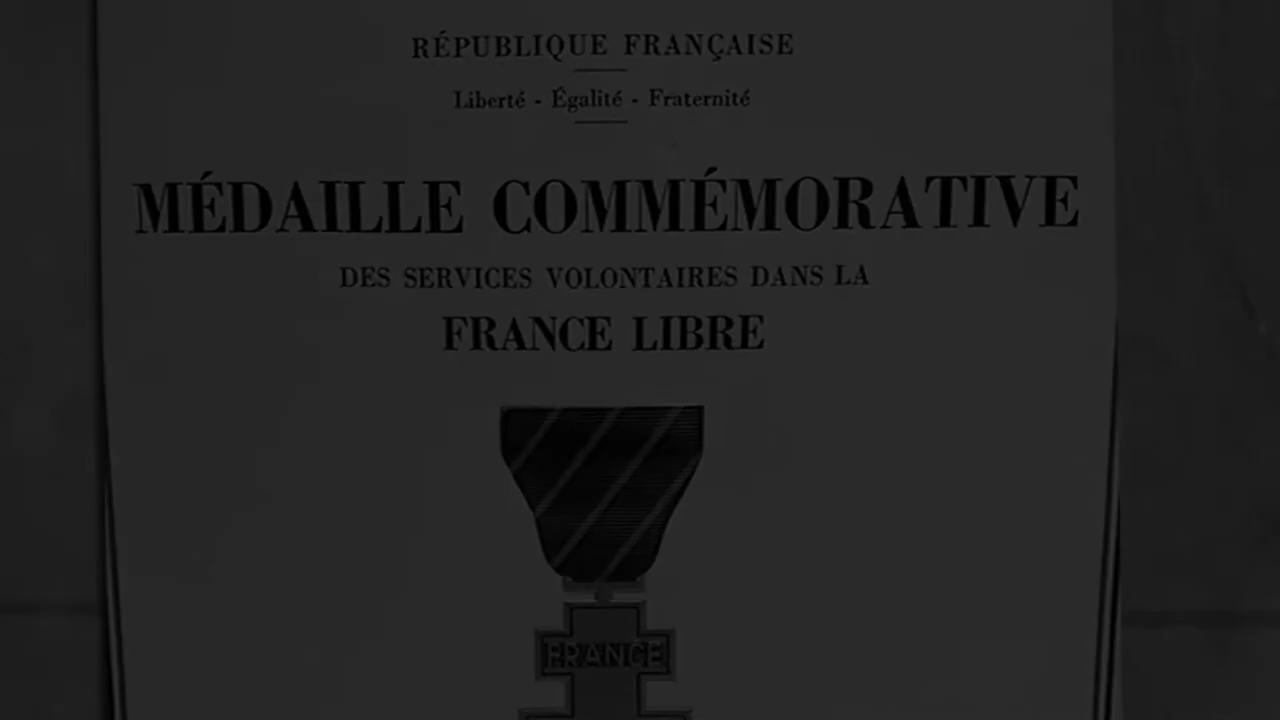 RÉPUBLIQUE FRANÇAISE
Liberté - Égalité - Fraternité
MÉDAILLE COMMÉMORATIVE
DES SERVICES VOLONTAIRES DANS LA
FRANCE LIBRE
FRANCE